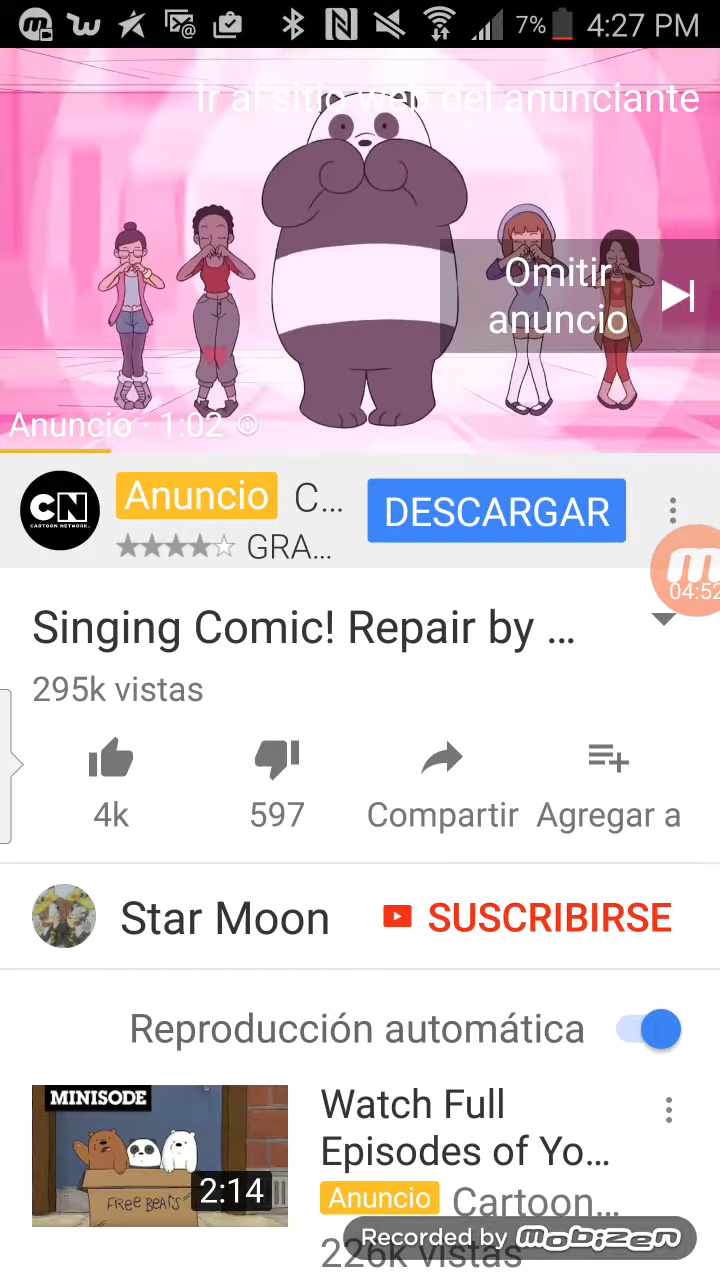 7% 4:27 PM
Ir al sitio web del anunciante
Omitir
anuncio
Anuncio · 1:02
CN
CARTOON NETWORK.
Anuncio C...
GRA...
DESCARGAR
04:52
Singing Comic! Repair by ...
295k vistas
4k
597
Compartir
Agregar a
Star Moon
SUSCRIBIRSE
Reproducción automática
MINISODE
FREE BEARS
2:14
Watch Full
Episodes of Yo...
Anuncio Cartoon...
226k vistas
Recorded by mobizen